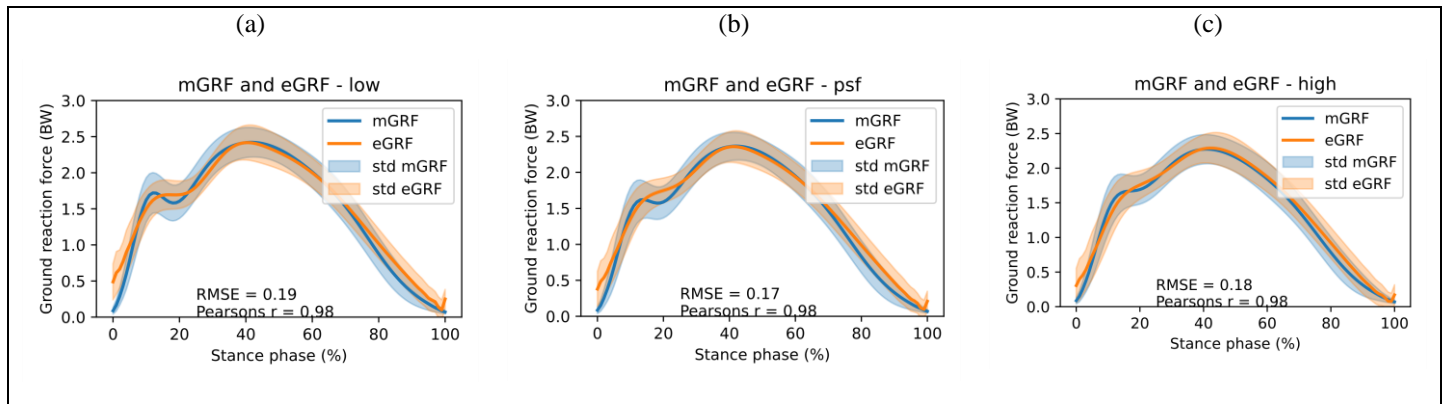 (a)
mGRF and eGRF - low
Ground reaction force (BW)
3.0
2.5
2.0
1.5
1.0
0.5
0.0
mGRF
eGRF
std mGRF
std eGRF
RMSE = 0.19
Pearsons r = 0.98
0 20 40 60 80 100
Stance phase (%)
(b)
mGRF and eGRF - psf
Ground reaction force (BW)
3.0
2.5
2.0
1.5
1.0
0.5
0.0
mGRF
eGRF
std mGRF
std eGRF
RMSE = 0.17
Pearsons r = 0.98
0 20 40 60 80 100
Stance phase (%)
(c)
mGRF and eGRF - high
Ground reaction force (BW)
3.0
2.5
2.0
1.5
1.0
0.5
0.0
mGRF
eGRF
std mGRF
std eGRF
RMSE = 0.18
Pearsons r = 0.98
0 20 40 60 80 100
Stance phase (%)